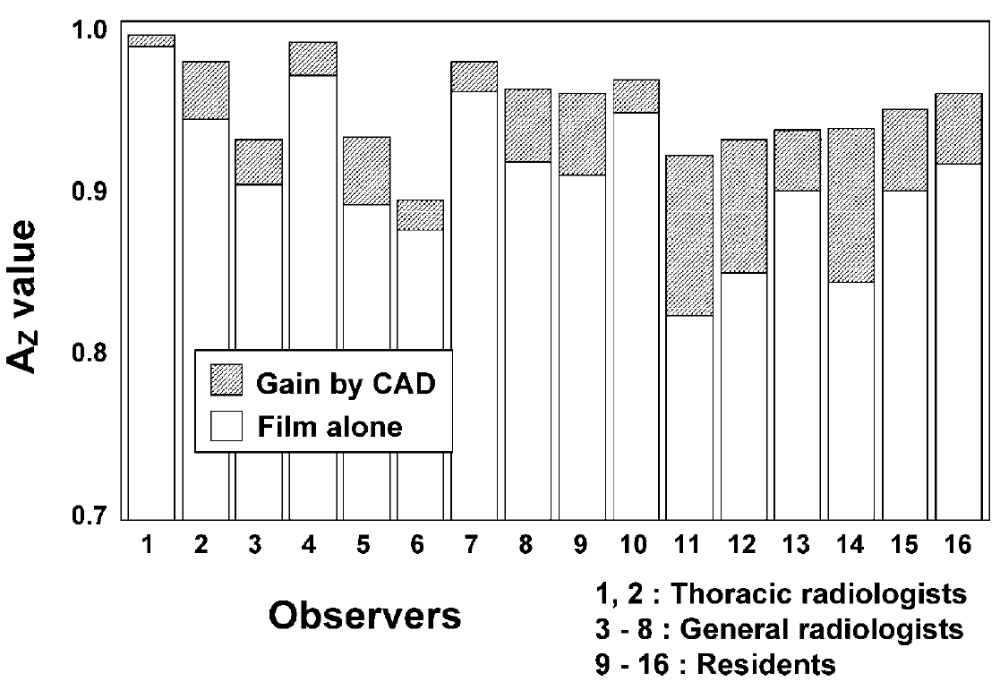 1.0
0.9
0.8
0.7
Az value
Gain by CAD
Film alone
1 2 3 4 5 6 7 8 9 10 11 12 13 14 15 16
Observers
1, 2 : Thoracic radiologists
3 - 8 : General radiologists
9 - 16 : Residents